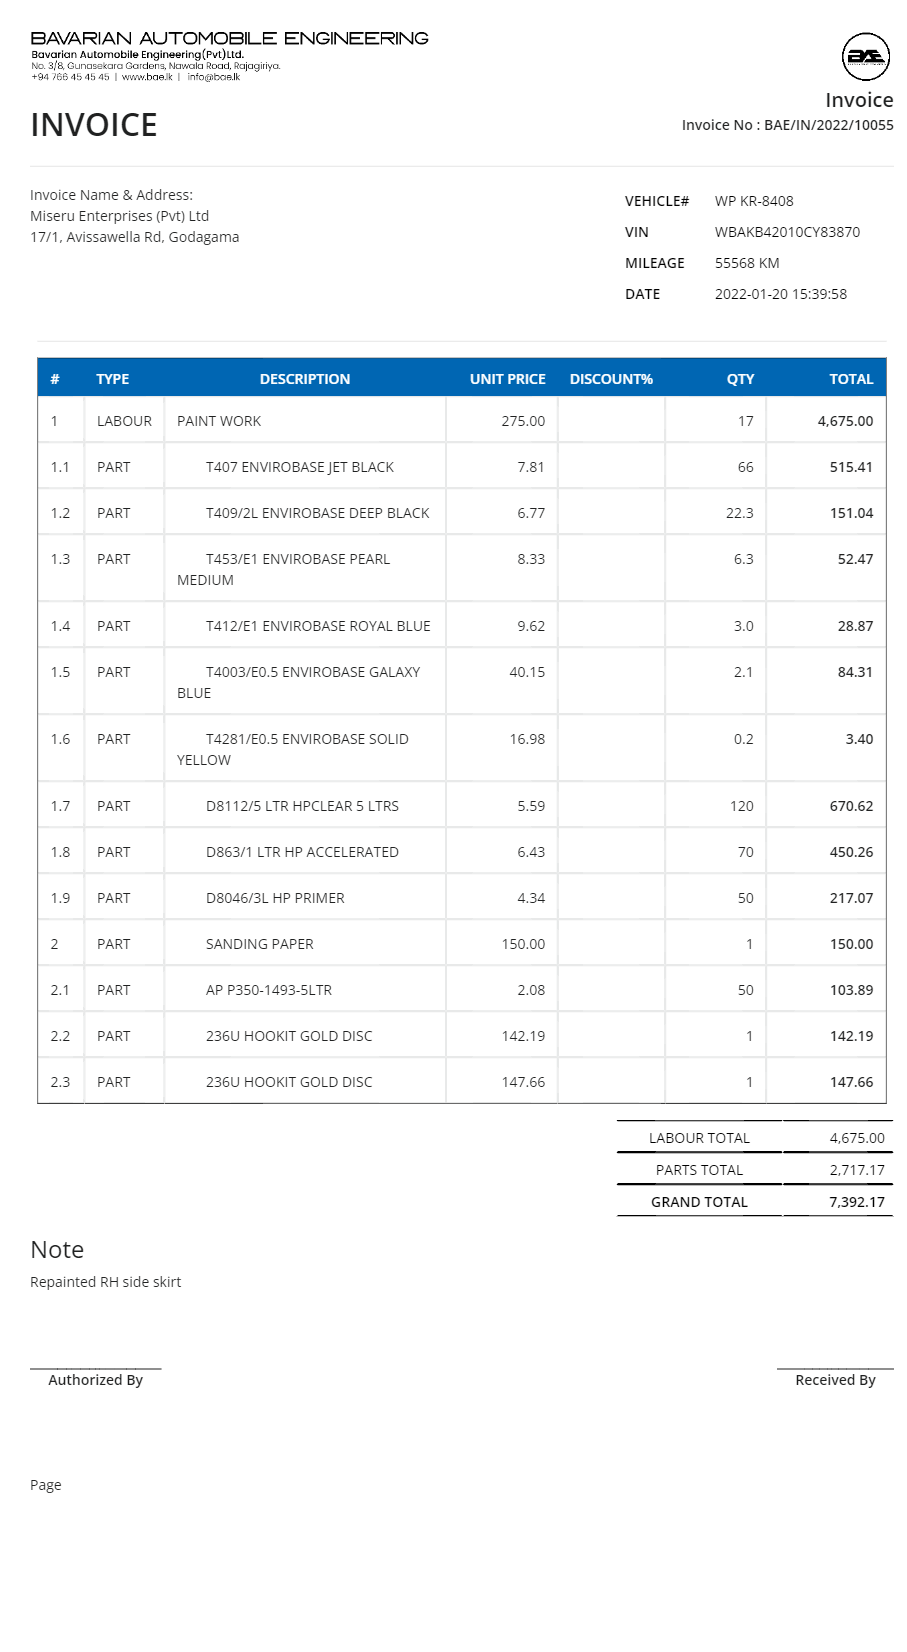 BAVARIAN AUTOMOBILE ENGINEERING
Bavarian Automobile Engineering(Pvt)Ltd.
No. 3/8, Gunasekara Gardens, Nawala Road, Rajagiriya.
+94 766 45 45 45 | www.bae.lk | info@bae.lk
BAE
Invoice
INVOICE
Invoice No : BAE/IN/2022/10055
Invoice Name & Address:
Miseru Enterprises (Pvt) Ltd
17/1, Avissawella Rd, Godagama
VEHICLE# WP KR-8408
VIN WBAKB42010CY83870
MILEAGE 55568 KM
DATE 2022-01-20 15:39:58
# TYPE DESCRIPTION UNIT PRICE DISCOUNT% QTY TOTAL
1 LABOUR PAINT WORK 275.00 17 4,675.00
1.1 PART T407 ENVIROBASE JET BLACK 7.81 66 515.41
1.2 PART T409/2L ENVIROBASE DEEP BLACK 6.77 22.3 151.04
1.3 PART T453/E1 ENVIROBASE PEARL 8.33 6.3 52.47
MEDIUM
1.4 PART T412/E1 ENVIROBASE ROYAL BLUE 9.62 3.0 28.87
1.5 PART T4003/E0.5 ENVIROBASE GALAXY 40.15 2.1 84.31
BLUE
1.6 PART T4281/E0.5 ENVIROBASE SOLID 16.98 0.2 3.40
YELLOW
1.7 PART D8112/5 LTR HPCLEAR 5 LTRS 5.59 120 670.62
1.8 PART D863/1 LTR HP ACCELERATED 6.43 70 450.26
1.9 PART D8046/3L HP PRIMER 4.34 50 217.07
2 PART SANDING PAPER 150.00 1 150.00
2.1 PART AP P350-1493-5LTR 2.08 50 103.89
2.2 PART 236U HOOKIT GOLD DISC 142.19 1 142.19
2.3 PART 236U HOOKIT GOLD DISC 147.66 1 147.66
LABOUR TOTAL 4,675.00
PARTS TOTAL 2,717.17
GRAND TOTAL 7,392.17
Note
Repainted RH side skirt
Authorized By
Received By
Page